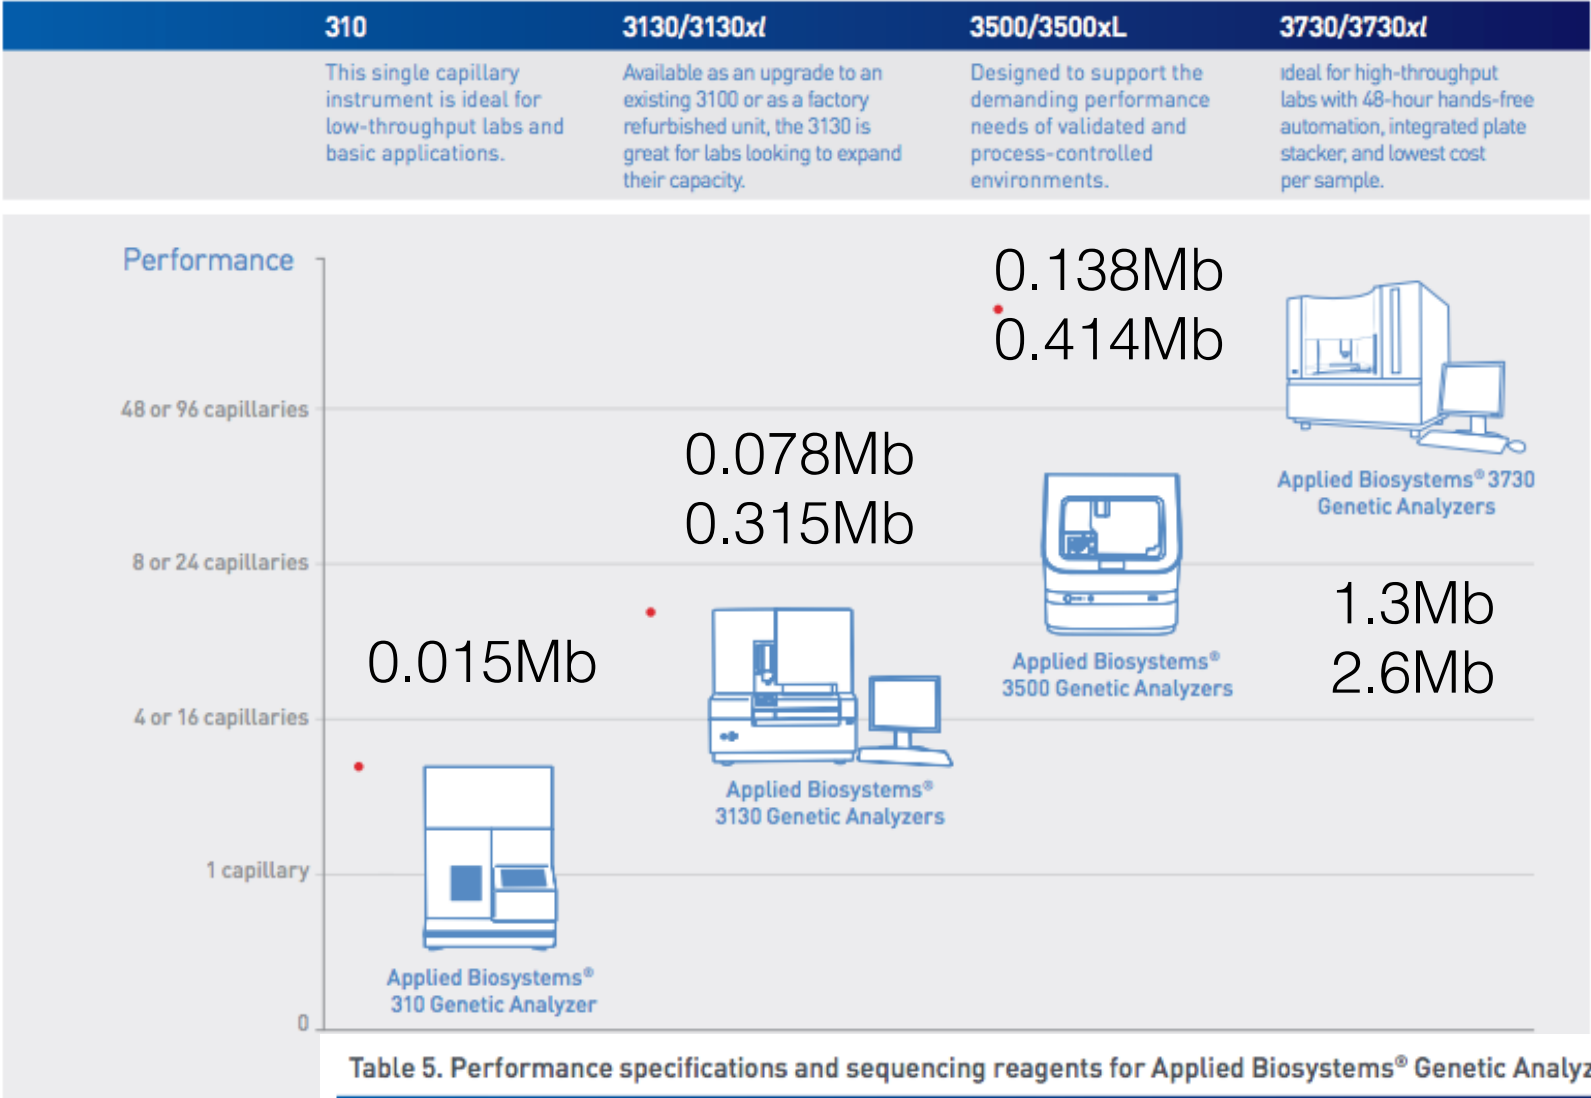 310
3130/3130xl
3500/3500xL
3730/3730xl
This single capillary
instrument is ideal for
low-throughput labs and
basic applications.
Available as an upgrade to an
existing 3100 or as a factory
refurbished unit, the 3130 is
great for labs looking to expand
their capacity.
Designed to support the
demanding performance
needs of validated and
process-controlled
environments.
Ideal for high-throughput
labs with 48-hour hands-free
automation, integrated plate
stacker, and lowest cost
per sample.
Performance
48 or 96 capillaries
8 or 24 capillaries
4 or 16 capillaries
1 capillary
0
0.015Mb
Applied Biosystems®
310 Genetic Analyzer
0.078Mb
0.315Mb
Applied Biosystems®
3130 Genetic Analyzers
0.138Mb
0.414Mb
Applied Biosystems®
3500 Genetic Analyzers
Applied Biosystems® 3730
Genetic Analyzers
1.3Mb
2.6Mb
Table 5. Performance specifications and sequencing reagents for Applied Biosystems® Genetic Analyz